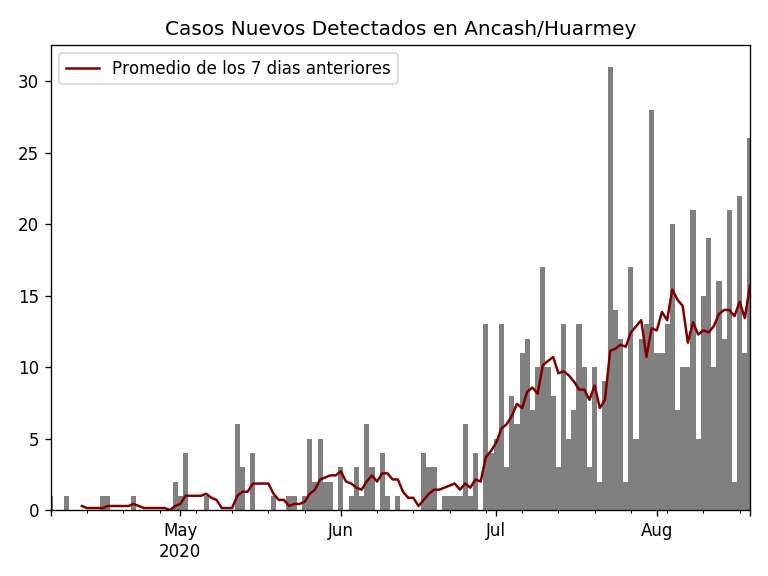 Casos Nuevos Detectados en Ancash/Huarmey
Promedio de los 7 dias anteriores
30
25
20
15
10
5
0
May
2020
Jun
Jul
Aug